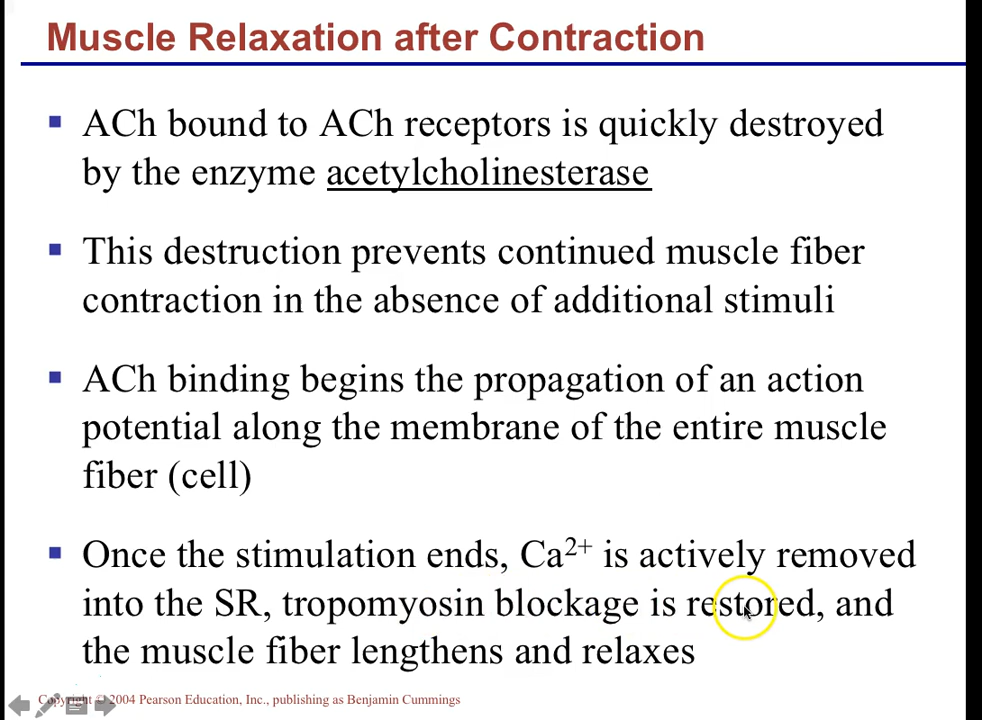 Muscle Relaxation after Contraction
▪ ACh bound to ACh receptors is quickly destroyed
by the enzyme acetylcholinesterase
▪ This destruction prevents continued muscle fiber
contraction in the absence of additional stimuli
▪ ACh binding begins the propagation of an action
potential along the membrane of the entire muscle
fiber (cell)
▪ Once the stimulation ends, Ca²⁺ is actively removed
into the SR, tropomyosin blockage is restored, and
the muscle fiber lengthens and relaxes
Copyright © 2004 Pearson Education, Inc., publishing as Benjamin Cummings